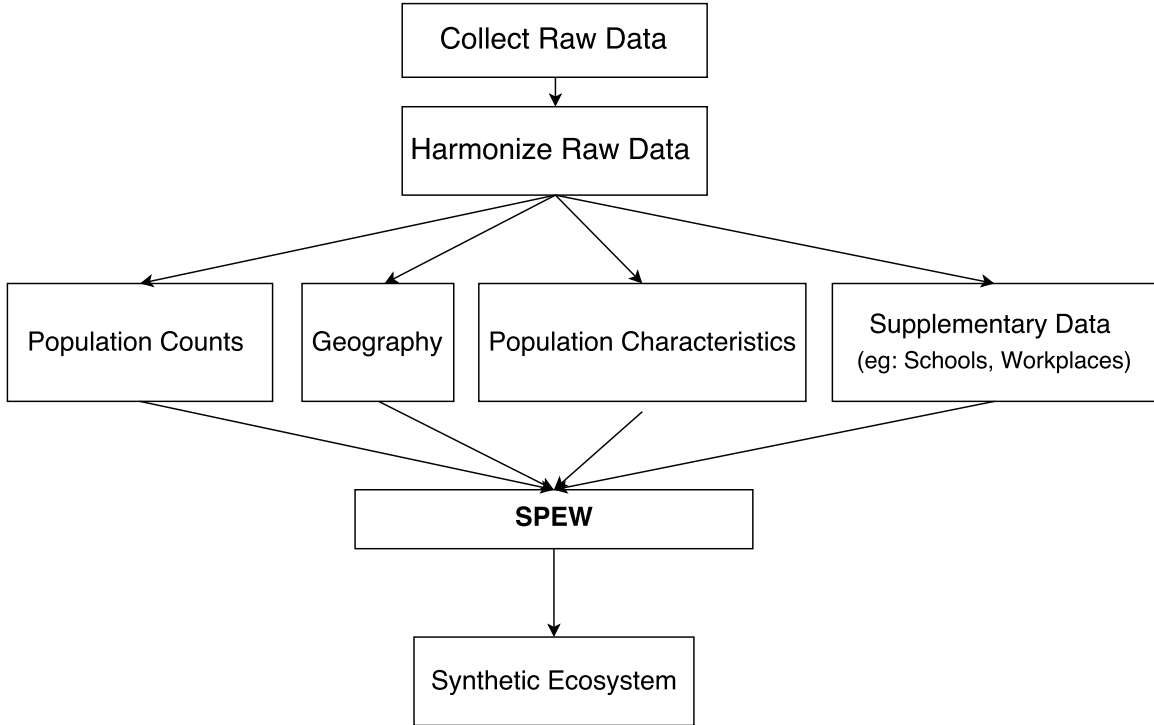 Collect Raw Data
Harmonize Raw Data
Population Counts
Geography
Population Characteristics
Supplementary Data
(eg: Schools, Workplaces)
SPEW
Synthetic Ecosystem